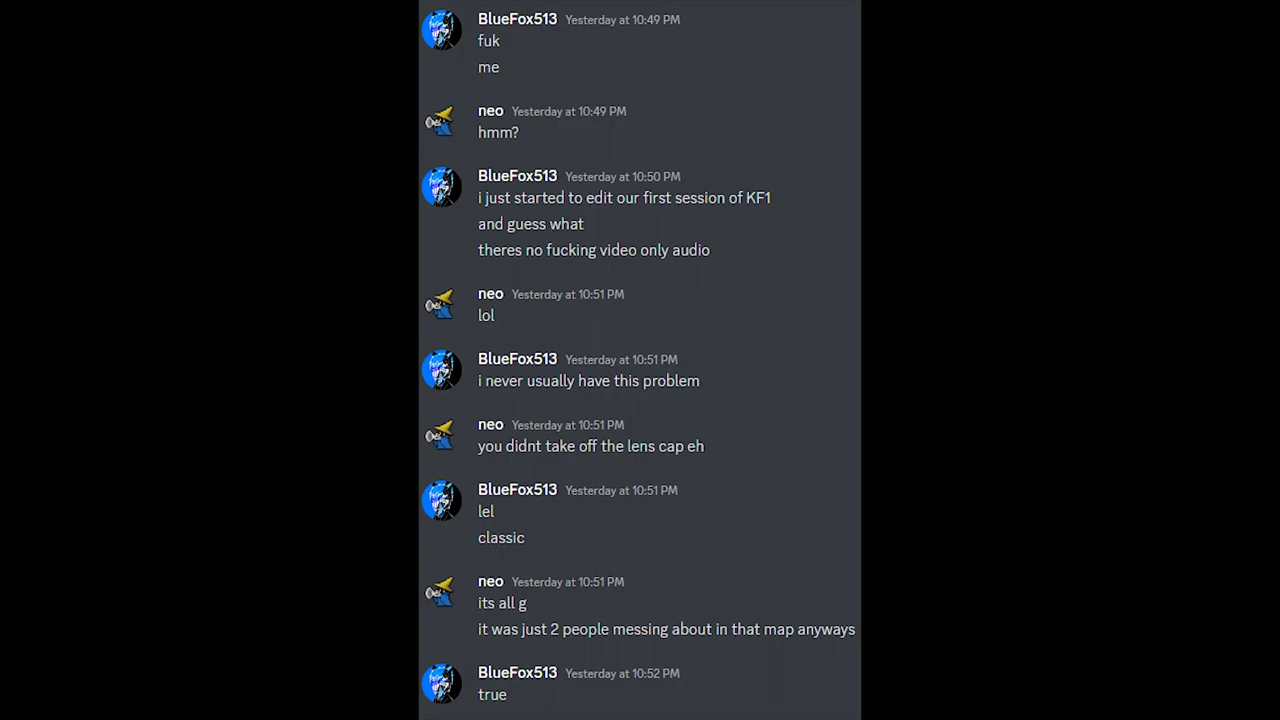 BlueFox513 Yesterday at 10:49 PM
fuk
me
neo Yesterday at 10:49 PM
hmm?
BlueFox513 Yesterday at 10:50 PM
i just started to edit our first session of KF1
and guess what
theres no fucking video only audio
neo Yesterday at 10:51 PM
lol
BlueFox513 Yesterday at 10:51 PM
i never usually have this problem
neo Yesterday at 10:51 PM
you didnt take off the lens cap eh
BlueFox513 Yesterday at 10:51 PM
lel
classic
neo Yesterday at 10:51 PM
its all g
it was just 2 people messing about in that map anyways
BlueFox513 Yesterday at 10:52 PM
true